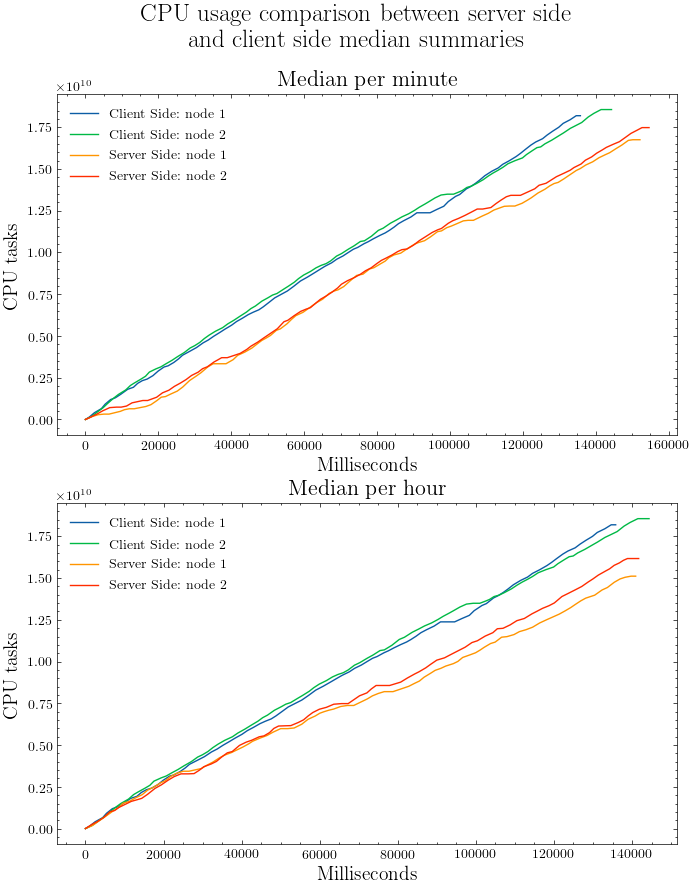 CPU usage comparison between server side
and client side median summaries
Median per minute
×10¹⁰
Client Side: node 1
Client Side: node 2
Server Side: node 1
Server Side: node 2
1.75
1.50
1.25
1.00
0.75
0.50
0.25
0.00
CPU tasks
0 20000 40000 60000 80000 100000 120000 140000 160000
Milliseconds
Median per hour
×10¹⁰
Client Side: node 1
Client Side: node 2
Server Side: node 1
Server Side: node 2
1.75
1.50
1.25
1.00
0.75
0.50
0.25
0.00
CPU tasks
0 20000 40000 60000 80000 100000 120000 140000
Milliseconds